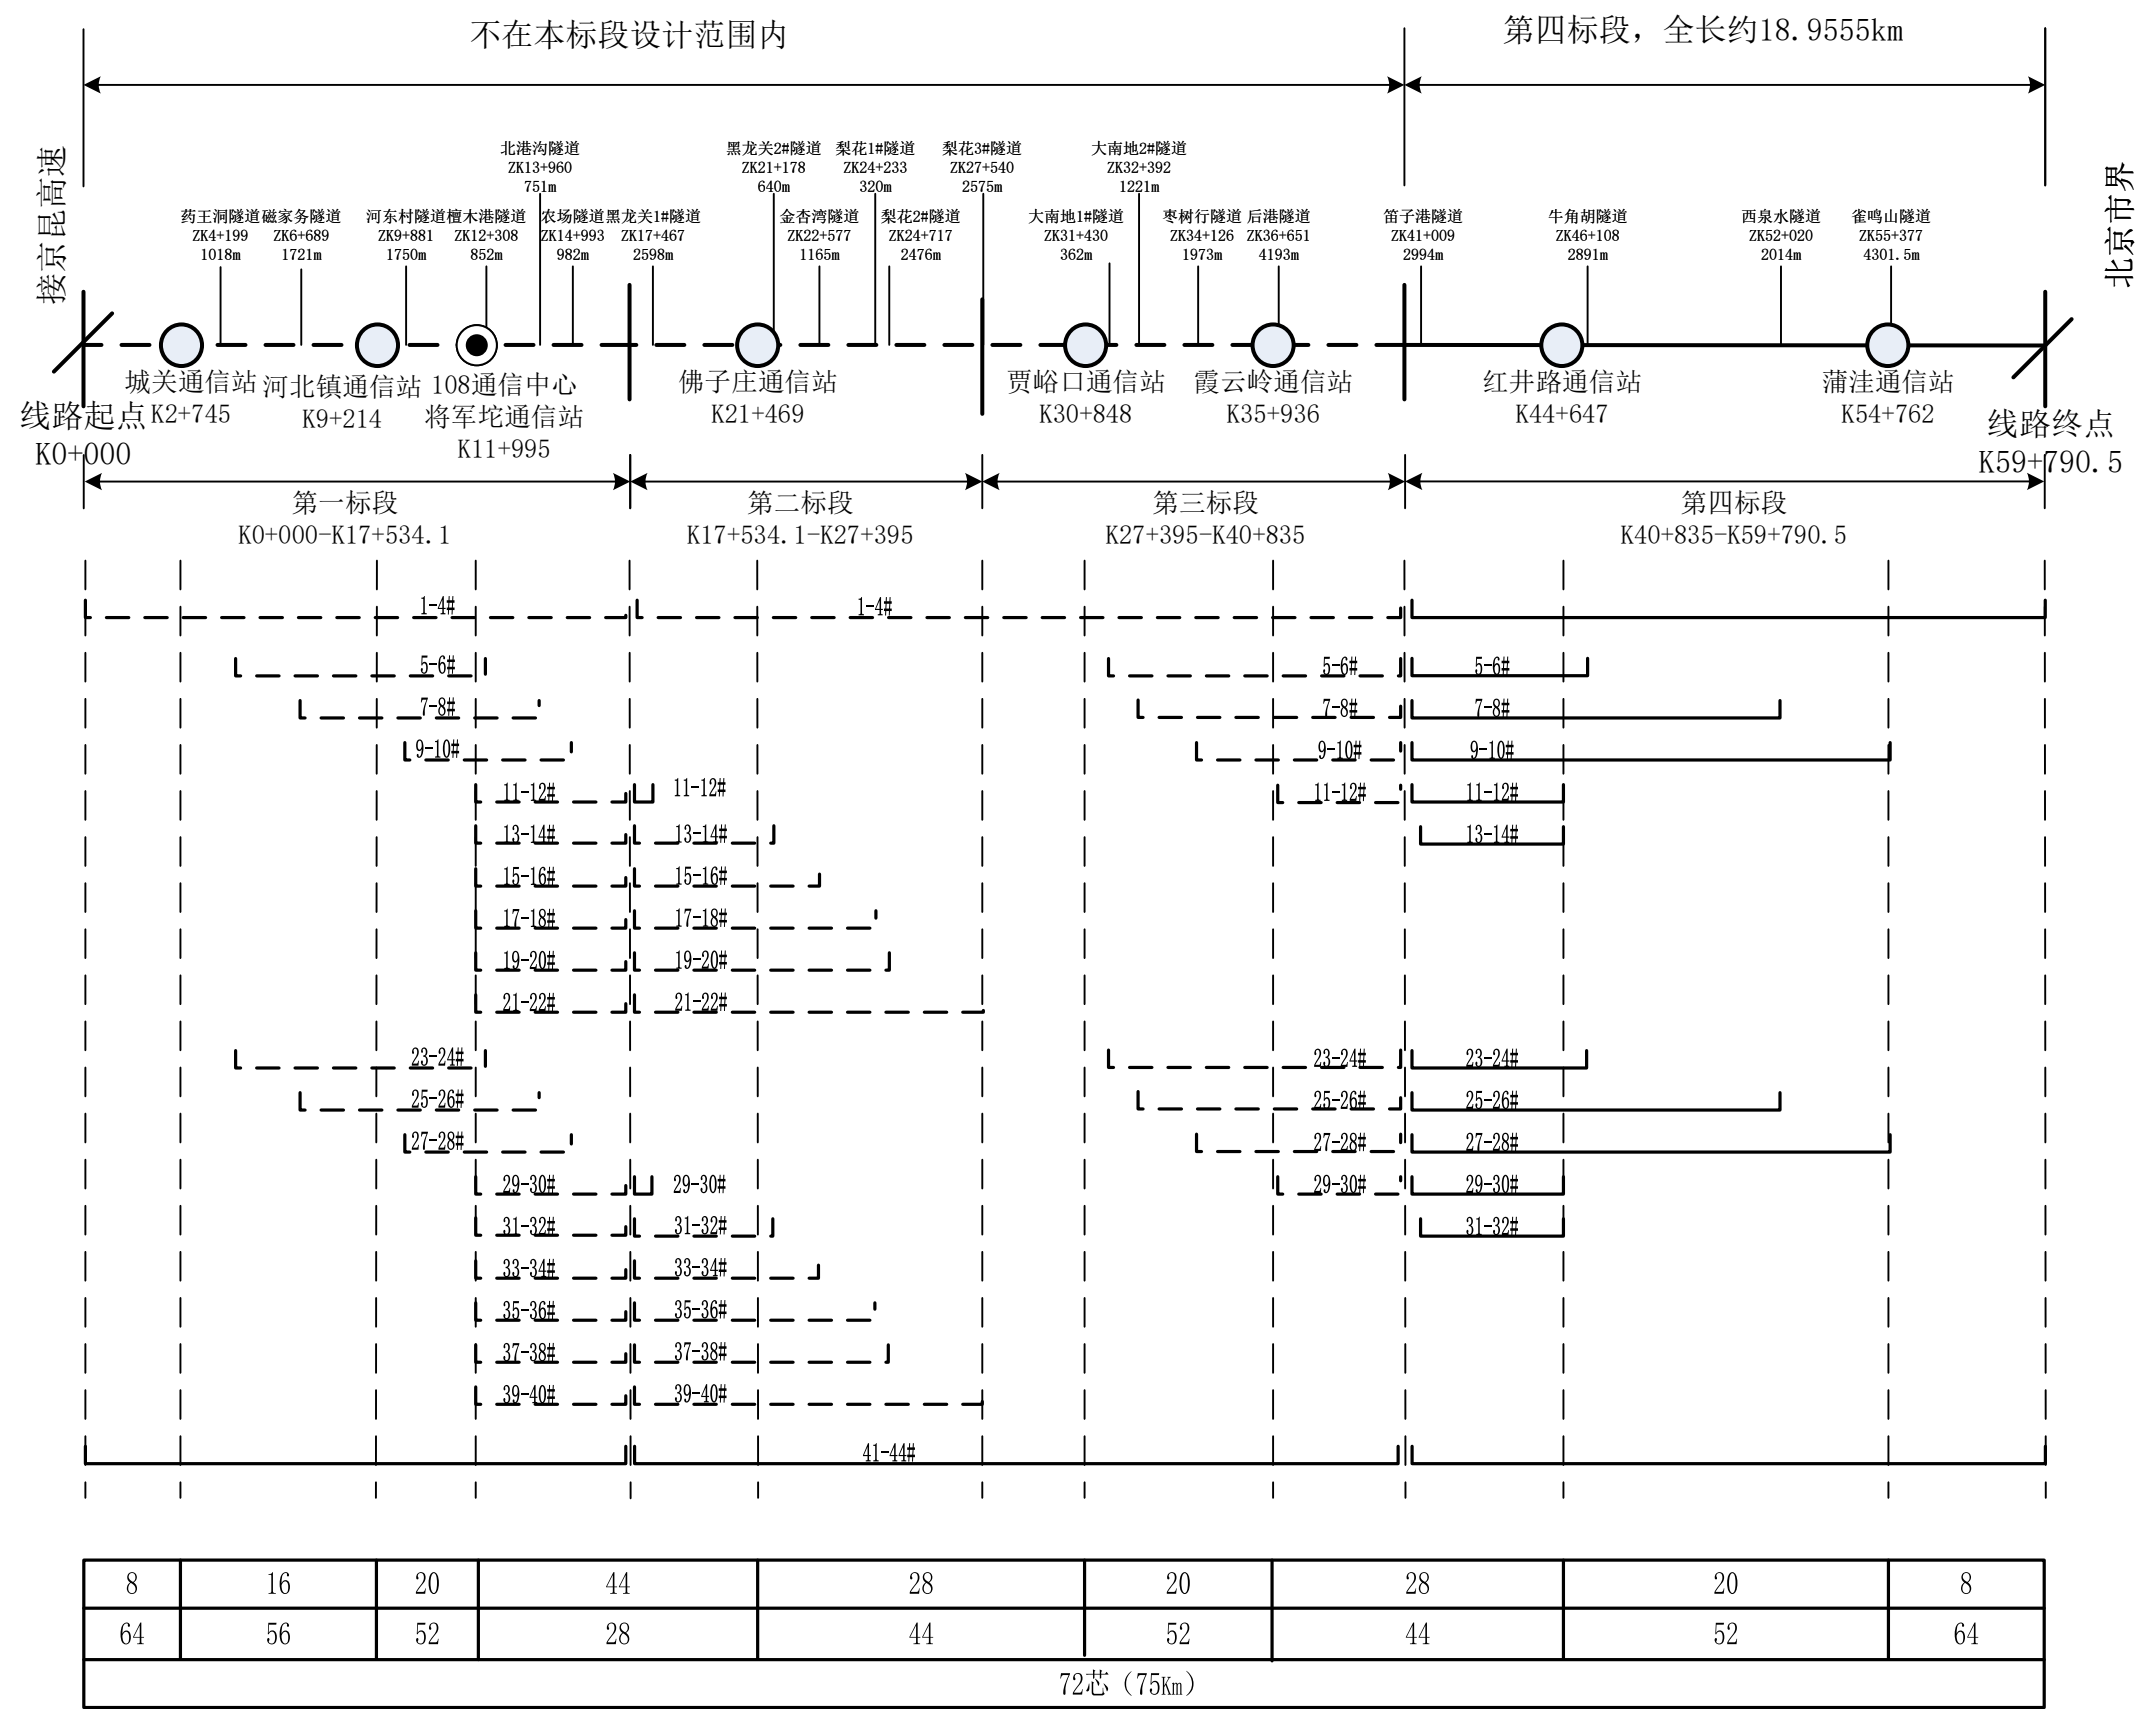 不在本标段设计范围内
第四标段，全长约18.9555km
接京昆高速
北京市界
北港沟隧道
ZK13+960
751m
黑龙关2#隧道
ZK21+178
640m
梨花1#隧道
ZK24+233
320m
梨花3#隧道
ZK27+540
2575m
大南地2#隧道
ZK32+392
1221m
药王洞隧道
ZK4+199
1018m
磁家务隧道
ZK6+689
1721m
河东村隧道
ZK9+881
1750m
檀木港隧道
ZK12+308
852m
农场隧道
ZK14+993
982m
黑龙关1#隧道
ZK17+467
2598m
金杏湾隧道
ZK22+577
1165m
梨花2#隧道
ZK24+717
2476m
大南地1#隧道
ZK31+430
362m
枣树行隧道
ZK34+126
1973m
后港隧道
ZK36+651
4193m
笛子港隧道
ZK41+009
2994m
牛角胡隧道
ZK46+108
2891m
西泉水隧道
ZK52+020
2014m
雀鸣山隧道
ZK55+377
4301.5m
线路起点
K0+000
城关通信站
K2+745
河北镇通信站
K9+214
108通信中心
将军坨通信站
K11+995
佛子庄通信站
K21+469
贾峪口通信站
K30+848
霞云岭通信站
K35+936
红井路通信站
K44+647
蒲洼通信站
K54+762
线路终点
K59+790.5
第一标段
K0+000-K17+534.1
第二标段
K17+534.1-K27+395
第三标段
K27+395-K40+835
第四标段
K40+835-K59+790.5
1-4# 1-4#
5-6# 5-6# 5-6#
7-8# 7-8# 7-8#
9-10# 9-10# 9-10#
11-12# 11-12# 11-12# 11-12#
13-14# 13-14# 13-14#
15-16# 15-16#
17-18# 17-18#
19-20# 19-20#
21-22# 21-22#
23-24# 23-24# 23-24#
25-26# 25-26# 25-26#
27-28# 27-28# 27-28#
29-30# 29-30# 29-30# 29-30#
31-32# 31-32# 31-32#
33-34# 33-34#
35-36# 35-36#
37-38# 37-38#
39-40# 39-40#
41-44#
8 16 20 44 28 20 28 20 8
64 56 52 28 44 52 44 52 64
72芯（75Km）